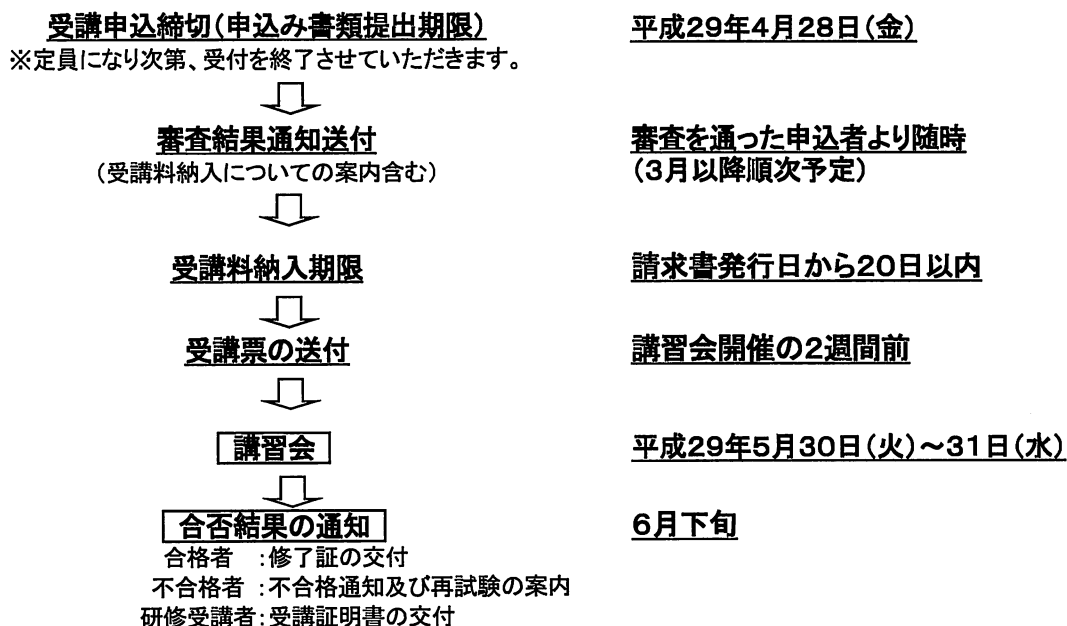 受講申込締切(申込み書類提出期限) 平成29年4月28日(金)
※定員になり次第、受付を終了させていただきます。
審査結果通知送付 審査を通った申込者より随時
(受講料納入についての案内含む) (3月以降順次予定)
受講料納入期限 請求書発行日から20日以内
受講票の送付 講習会開催の2週間前
講習会 平成29年5月30日(火)~31日(水)
合否結果の通知 6月下旬
合格者 :修了証の交付
不合格者 :不合格通知及び再試験の案内
研修受講者:受講証明書の交付